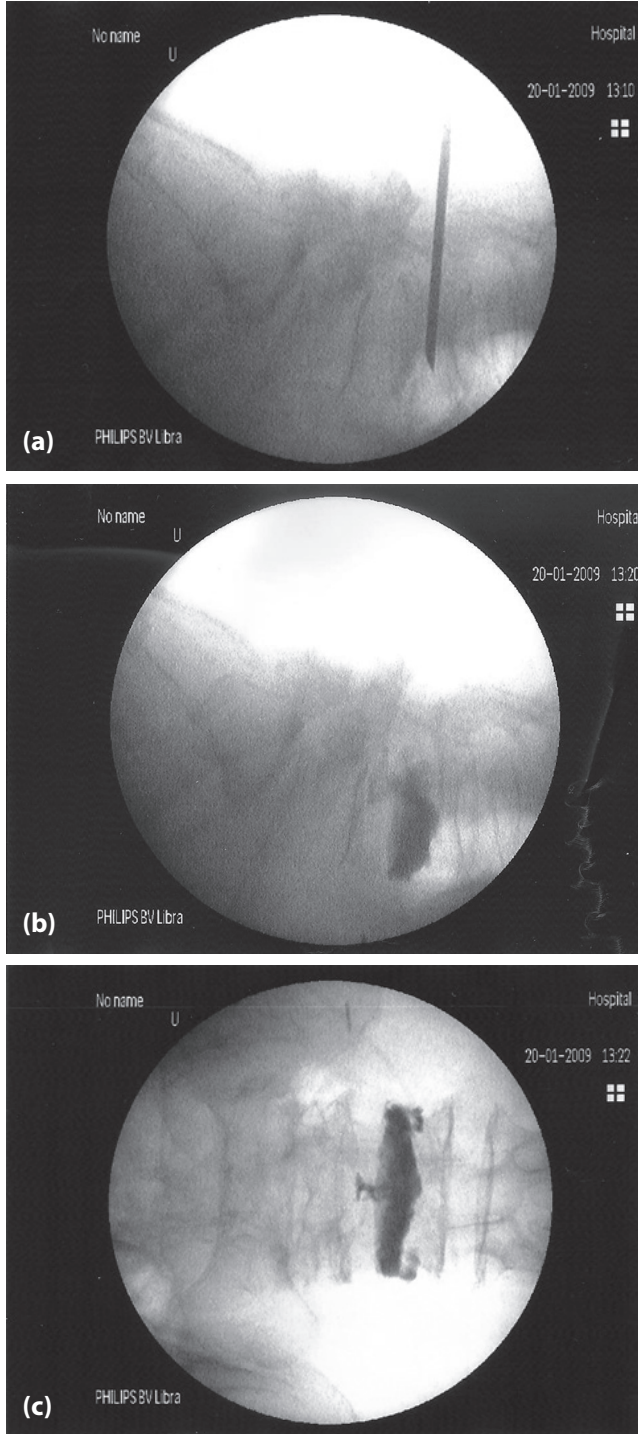 No name
Hospital
U
20-01-2009 13:10
(a)
PHILIPS BV Libra
No name
Hospita
U
20-01-2009 13:20
(b)
PHILIPS BV Libra
No name
Hospital
U
20-01-2009 13:22
(c)
PHILIPS BV Libra